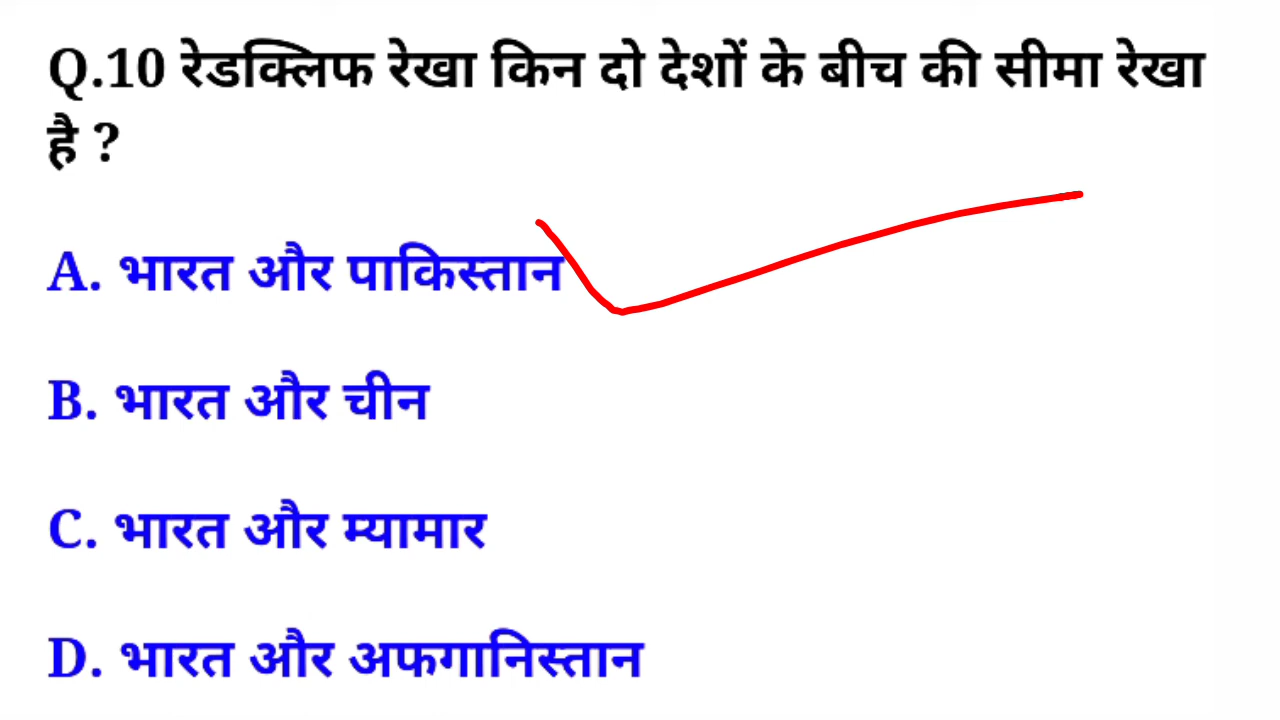 Q.10 रेडक्लिफ रेखा किन दो देशों के बीच की सीमा रेखा
है ?
A. भारत और पाकिस्तान
B. भारत और चीन
C. भारत और म्यामार
D. भारत और अफगानिस्तान